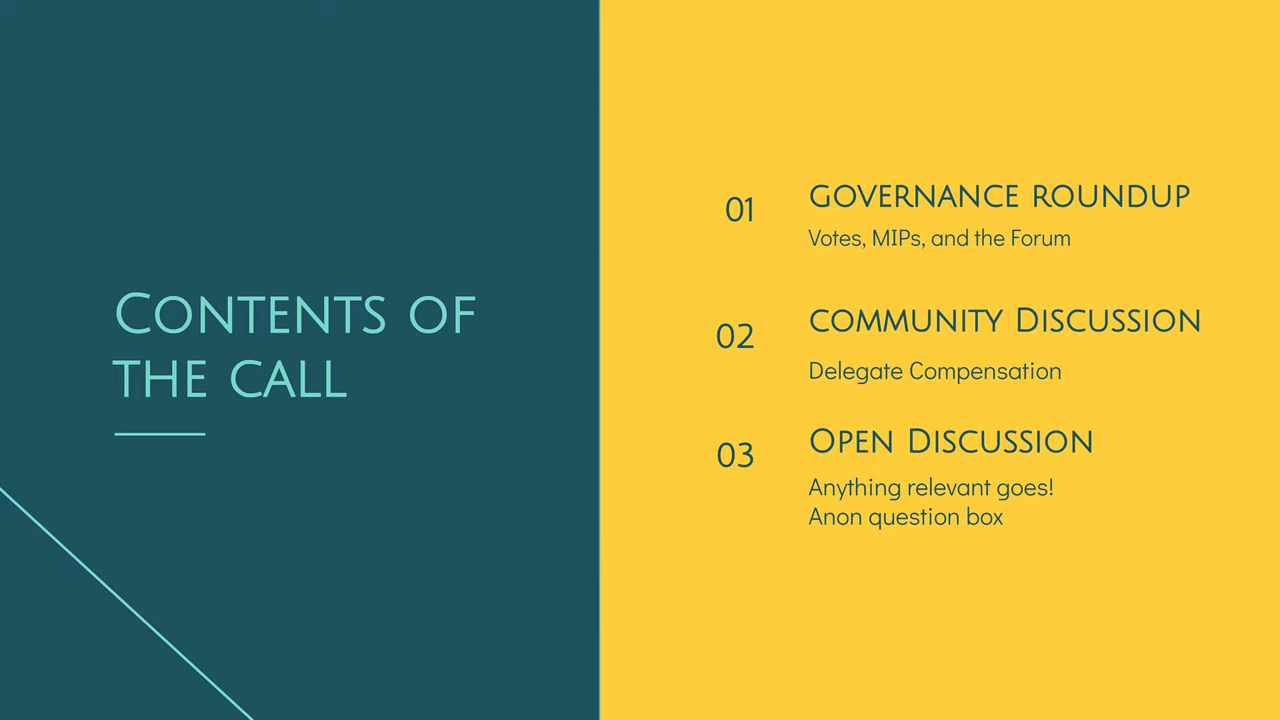 Contents of
the call
01
Governance Roundup
Votes, MIPs, and the Forum
02
Community Discussion
Delegate Compensation
03
Open Discussion
Anything relevant goes!
Anon question box